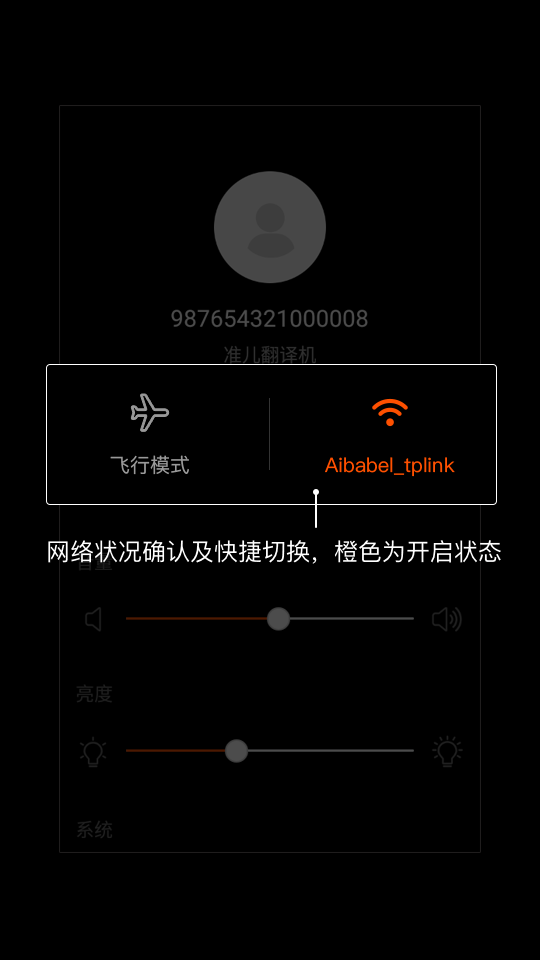 987654321000008
准儿翻译机
飞行模式
Aibabel_tplink
网络状况确认及快捷切换，橙色为开启状态
音量
亮度
系统